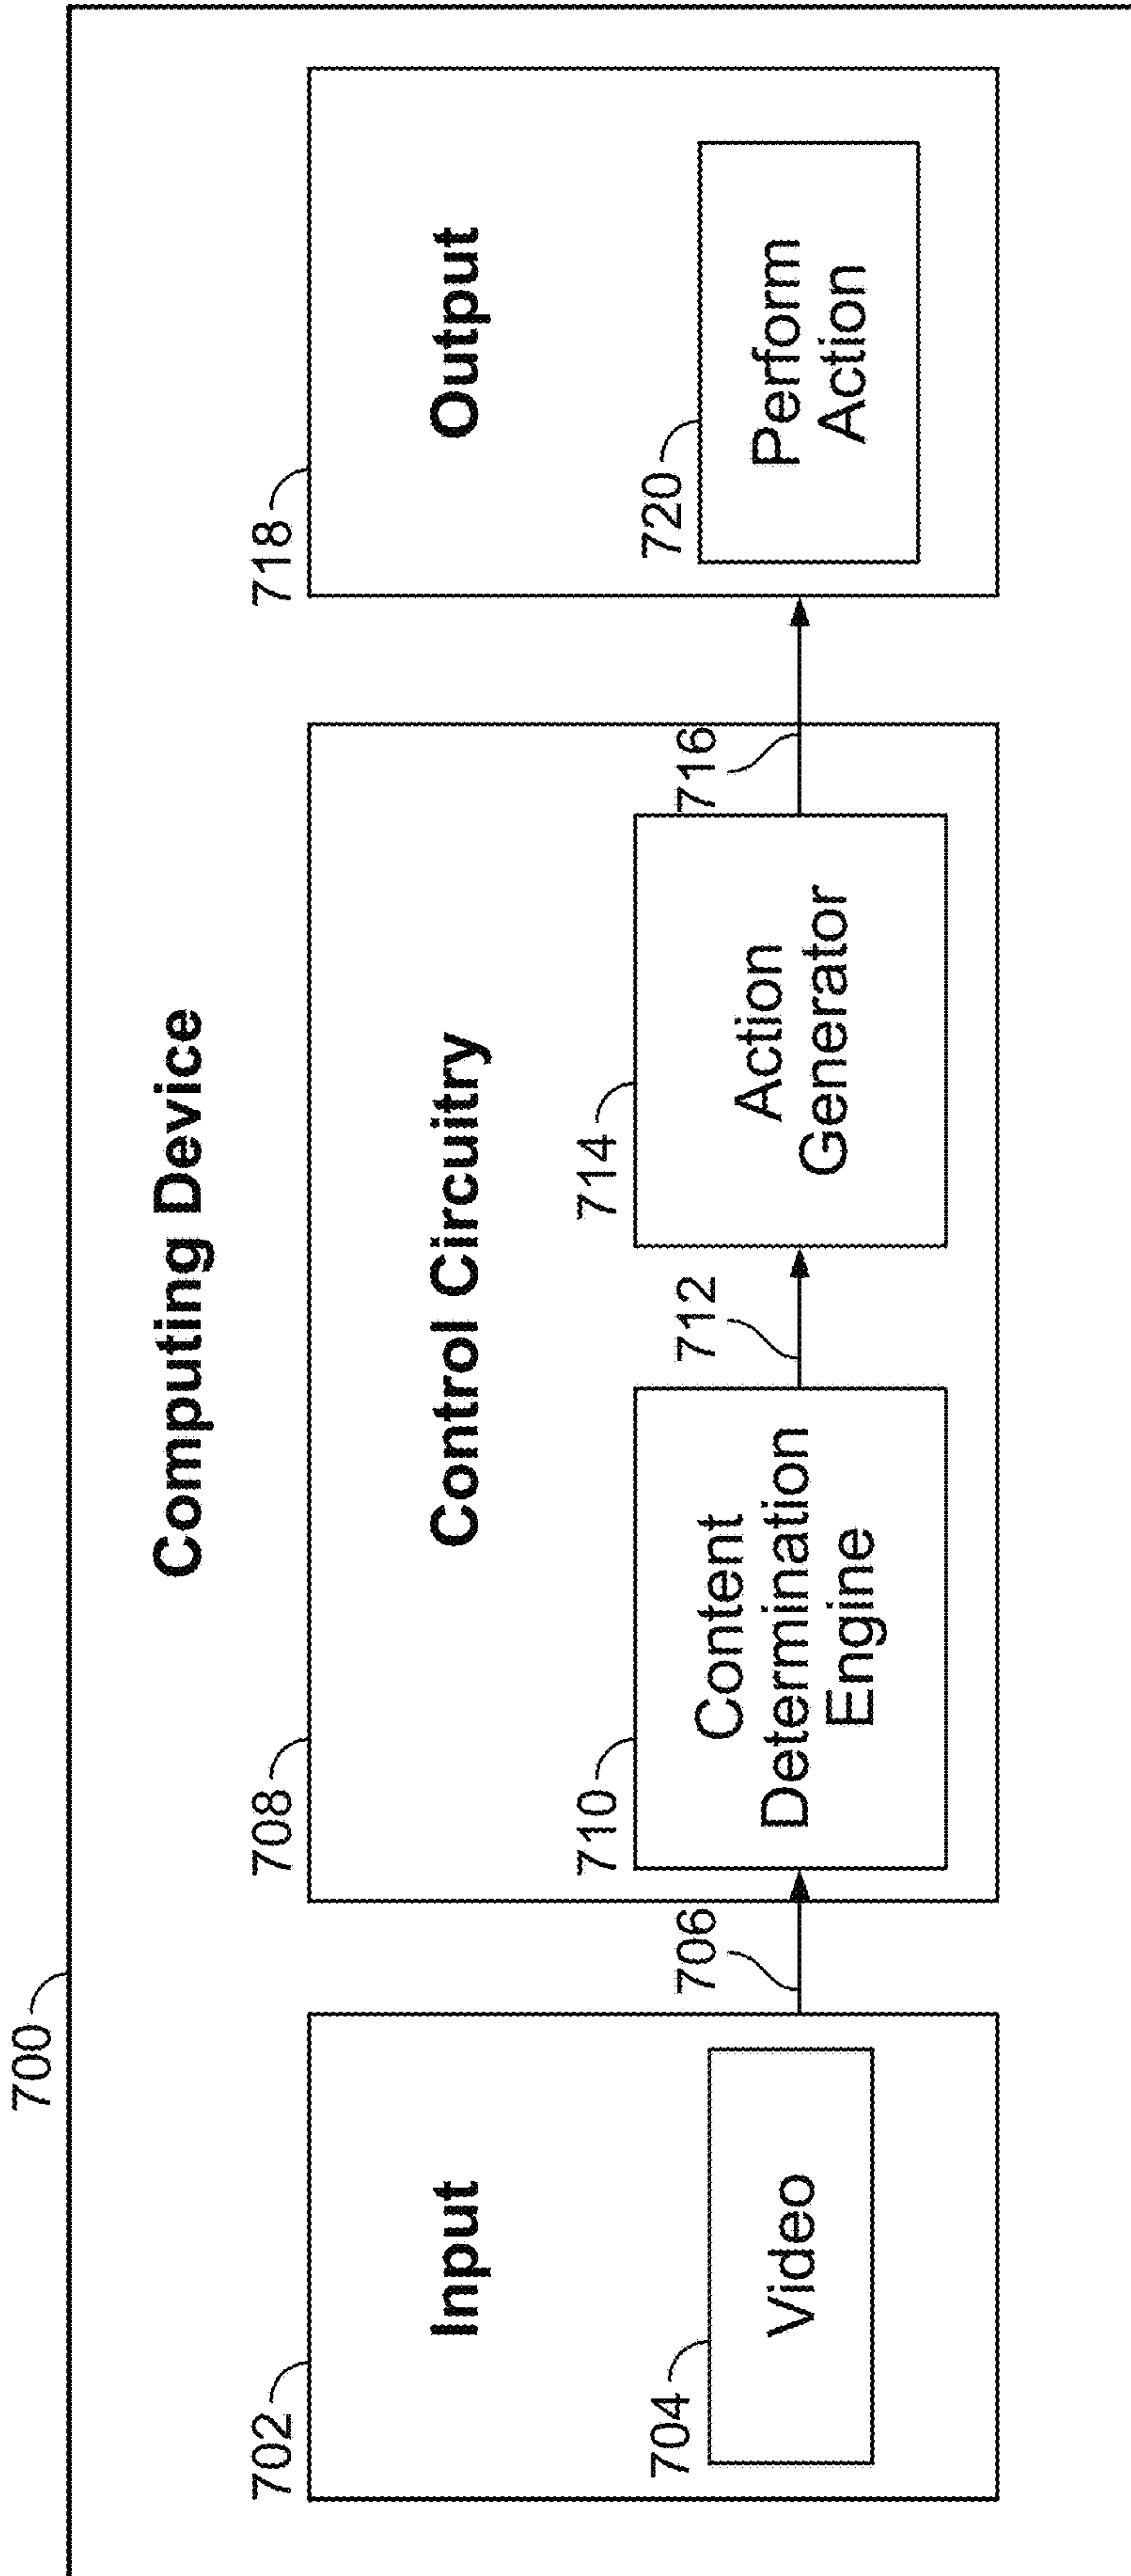 700
Computing Device
702
Input
704
Video
706
708
Control Circuitry
710
Content
Determination
Engine
712
714
Action
Generator
716
718
Output
720
Perform
Action